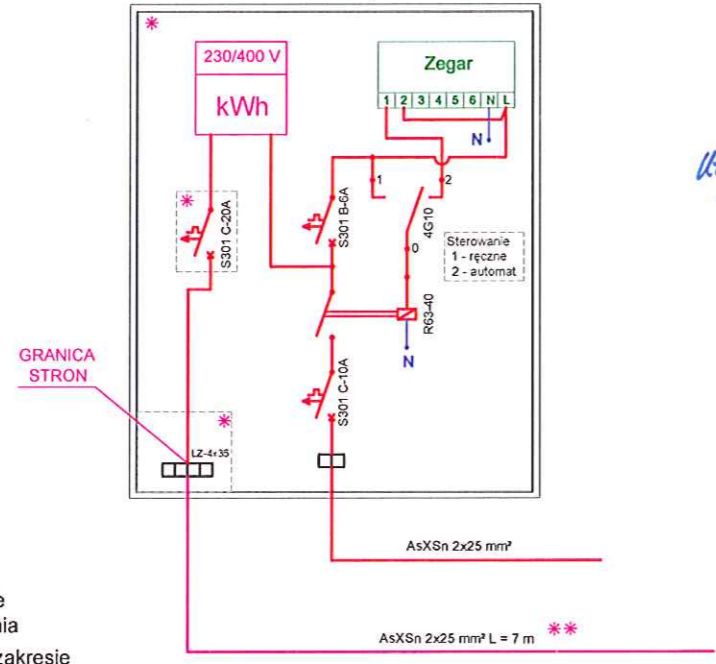 *
230/400 V
kWh
Zegar
1 2 3 4 5 6 N L
N
1
2
*
S301 C-20A
S301 B-6A
4G10
0
Sterowanie
1 - ręczne
2 - automat
R63-40
N
S301 C-10A
GRANICA
STRON
*
LZ-4x35
AsXSn 2x25 mm²
AsXSn 2x25 mm² L = 7 m **
e
nia
zakresie